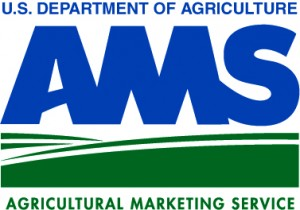 U.S. DEPARTMENT OF AGRICULTURE
AMS
AGRICULTURAL MARKETING SERVICE